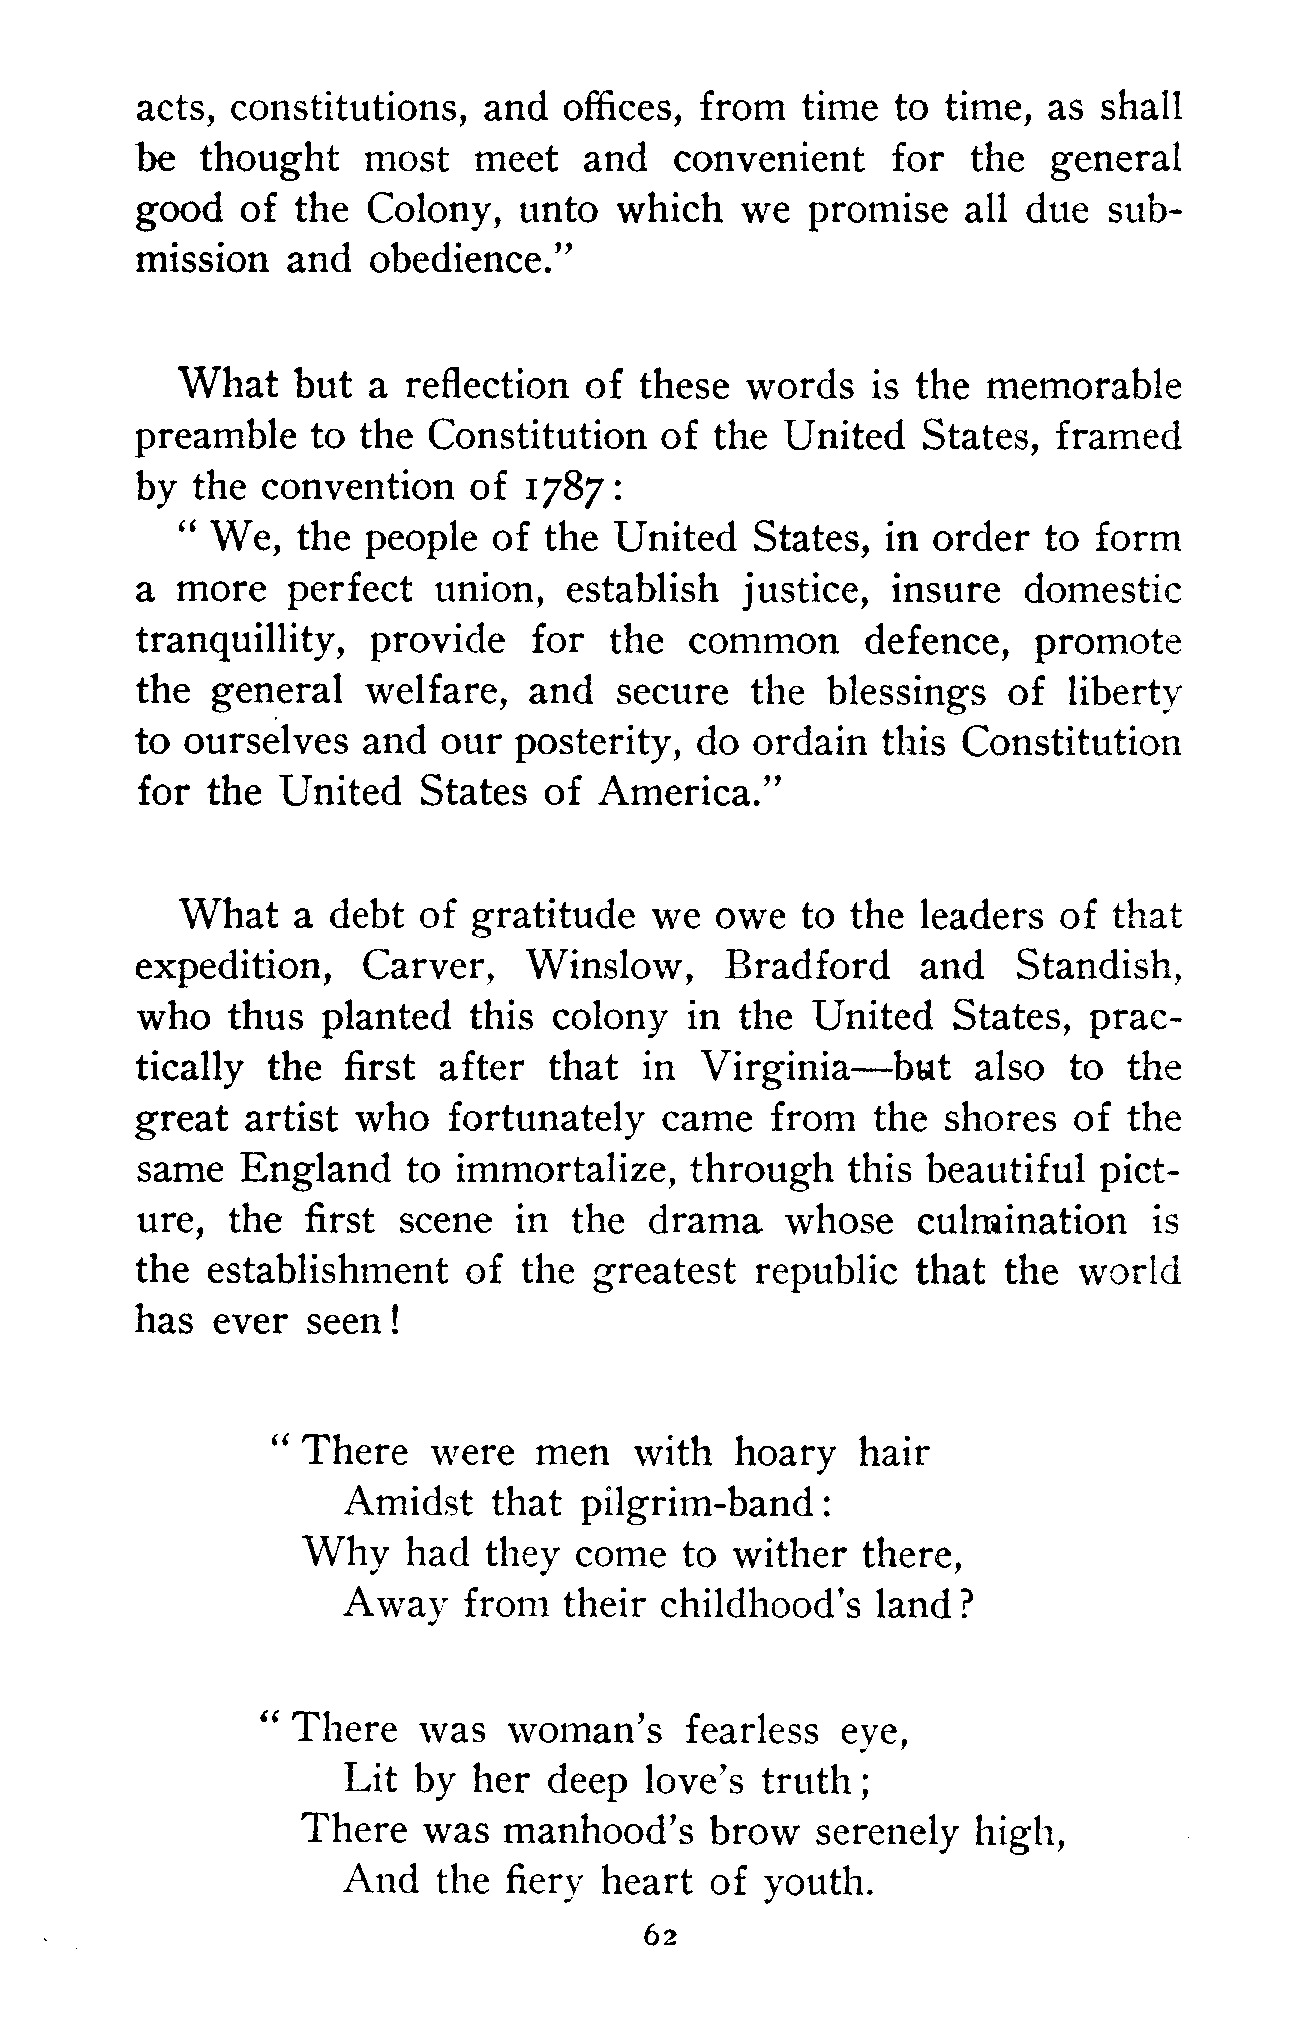 acts, constitutions, and offices, from time to time, as shall
be thought most meet and convenient for the general
good of the Colony, unto which we promise all due sub-
mission and obedience."
What but a reflection of these words is the memorable
preamble to the Constitution of the United States, framed
by the convention of 1787:
" We, the people of the United States, in order to form
a more perfect union, establish justice, insure domestic
tranquillity, provide for the common defence, promote
the general welfare, and secure the blessings of liberty
to ourselves and our posterity, do ordain this Constitution
for the United States of America."
What a debt of gratitude we owe to the leaders of that
expedition, Carver, Winslow, Bradford and Standish,
who thus planted this colony in the United States, prac-
tically the first after that in Virginia—but also to the
great artist who fortunately came from the shores of the
same England to immortalize, through this beautiful pict-
ure, the first scene in the drama whose culmination is
the establishment of the greatest republic that the world
has ever seen!
" There were men with hoary hair
Amidst that pilgrim-band:
Why had they come to wither there,
Away from their childhood's land?
" There was woman's fearless eye,
Lit by her deep love's truth;
There was manhood's brow serenely high,
And the fiery heart of youth.
62